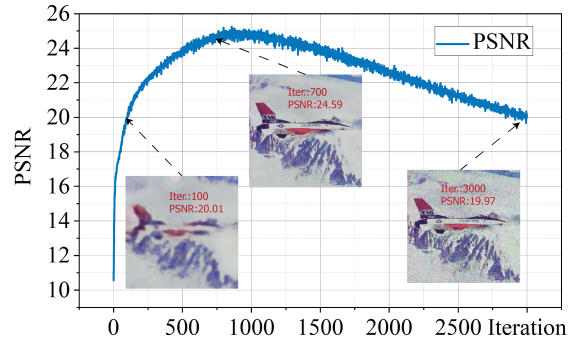 26
24
22
20
18
16
14
12
10
PSNR
PSNR
Iter.:700
PSNR:24.59
Iter.:100
PSNR:20.01
Iter.:3000
PSNR:19.97
0 500 1000 1500 2000 2500 Iteration